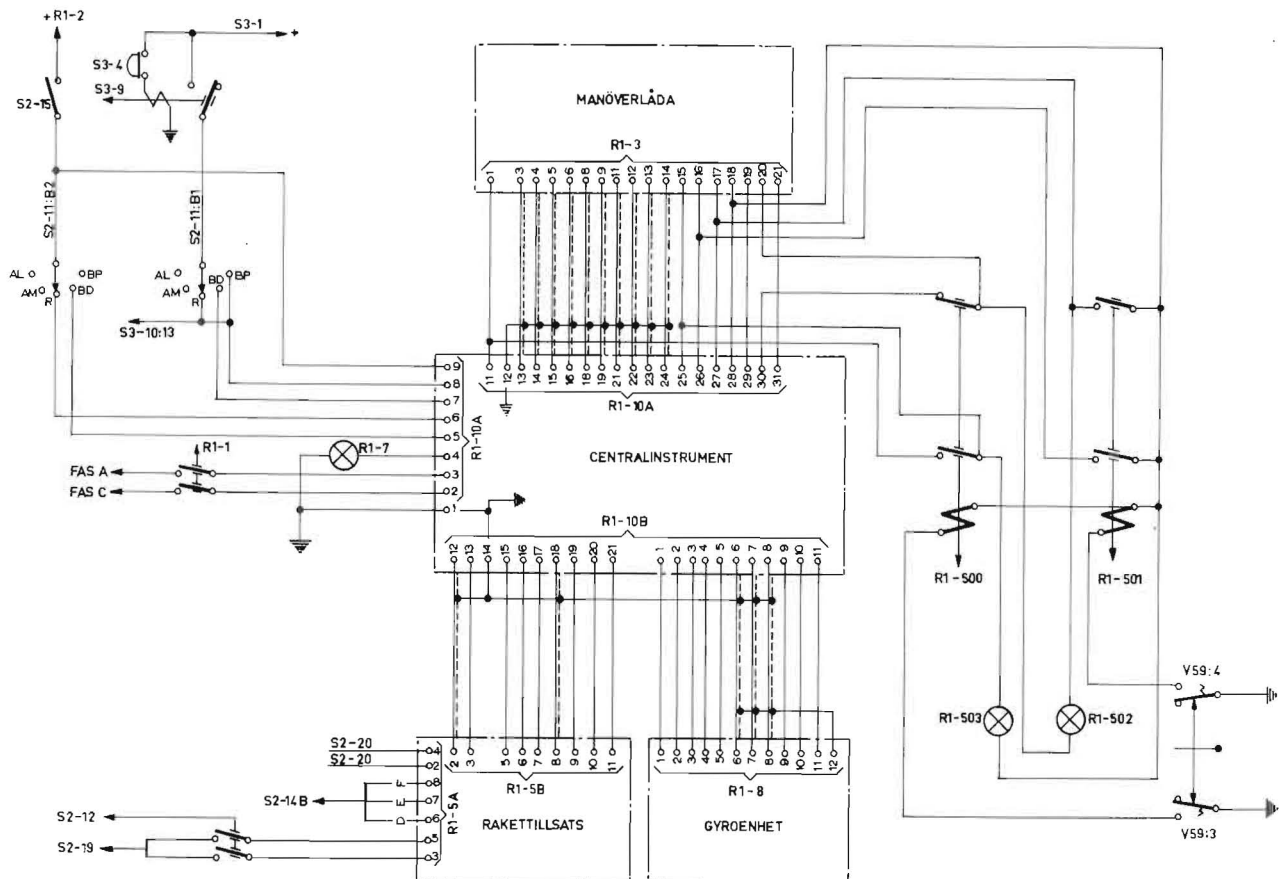 +R1-2
S3-1
+
S3-4
S3-9
S2-15
MANÖVERLÅDA
R1-3
1 3 4 5 6 8 9 11 12 13 14 15 16 17 18 19 20 21
S2-11:B2
S2-11:B1
AL BP
AM BD
R
AL BD BP
AM
R
S3-10:13
11 12 13 14 15 16 18 19 21 22 23 24 25 26 27 28 29 30 31
R1-10A
9
8
7
6
5
4
3
2
1
R1-10A
R1-1
R1-7
FAS A
FAS C
CENTRALINSTRUMENT
R1-10B
12 13 14 15 16 17 18 19 20 21
1 2 3 4 5 6 7 8 9 10 11
R1-500
R1-501
V59:4
R1-503
R1-502
V59:3
S2-20
S2-20
4
2
8
7
6
5
3
F
E
D
R1-5A
S2-14B
S2-12
S2-19
2 3 5 6 7 8 9 10 11
R1-5B
RAKETTILLSATS
1 2 3 4 5 6 7 8 9 10 11 12
R1-8
GYROENHET